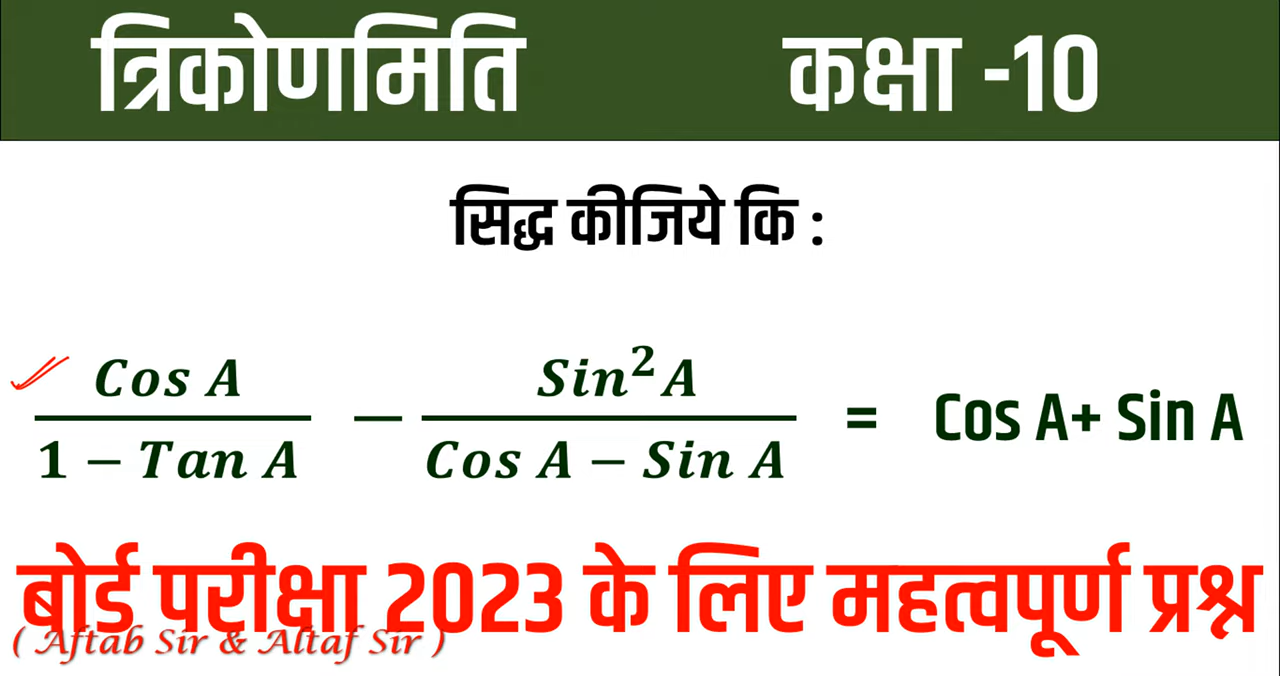 त्रिकोणमिति कक्षा -10
सिद्ध कीजिये कि :
Cos A / 1 − Tan A − Sin² A / Cos A − Sin A = Cos A+ Sin A
बोर्ड परीक्षा 2023 के लिए महत्वपूर्ण प्रश्न
( Aftab Sir & Altaf Sir )